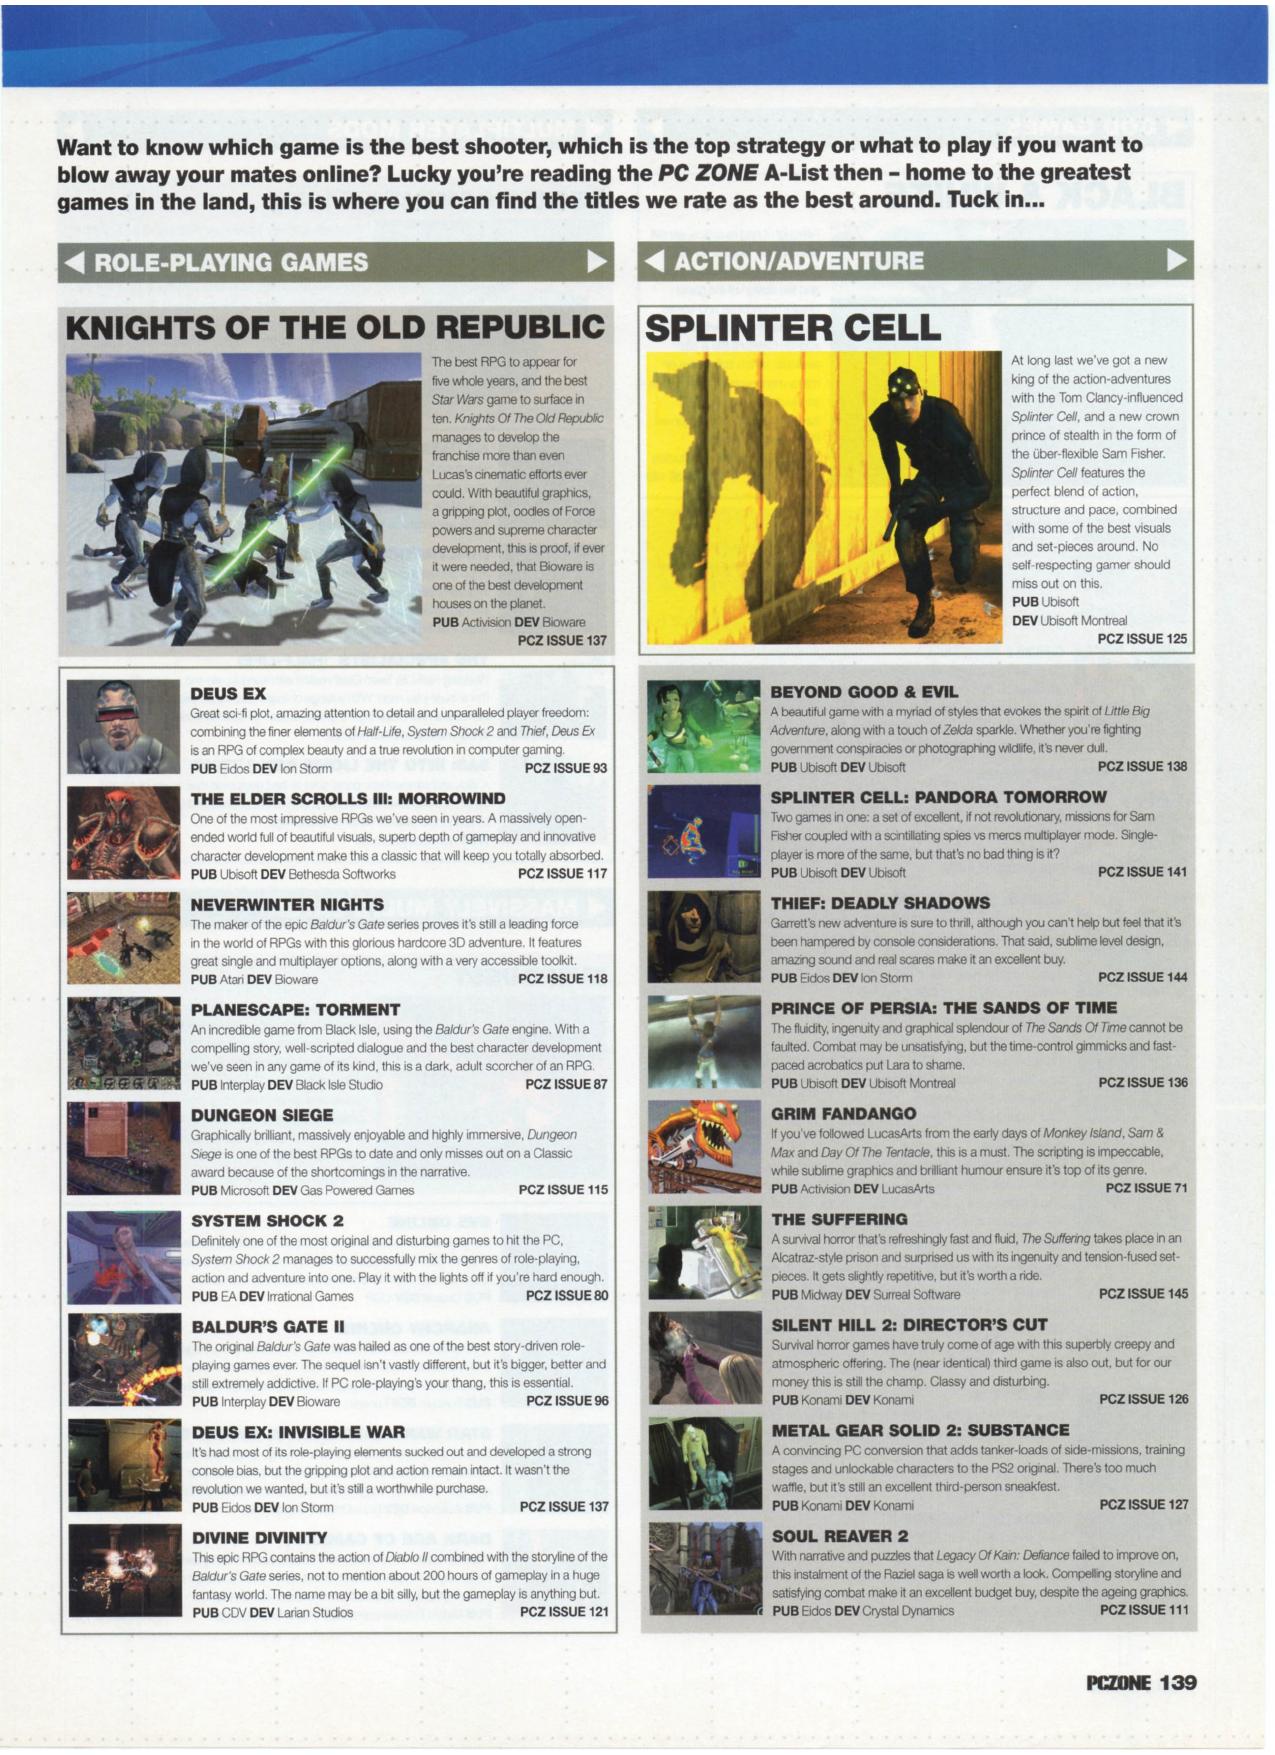 Want to know which game is the best shooter, which is the top strategy or what to play if you want to
blow away your mates online? Lucky you're reading the PC ZONE A-List then – home to the greatest
games in the land, this is where you can find the titles we rate as the best around. Tuck in...
ROLE-PLAYING GAMES
KNIGHTS OF THE OLD REPUBLIC
The best RPG to appear for
five whole years, and the best
Star Wars game to surface in
ten. Knights Of The Old Republic
manages to develop the
franchise more than even
Lucas's cinematic efforts ever
could. With beautiful graphics,
a gripping plot, oodles of Force
powers and supreme character
development, this is proof, if ever
it were needed, that Bioware is
one of the best development
houses on the planet.
PUB Activision DEV Bioware
PCZ ISSUE 137
DEUS EX
Great sci-fi plot, amazing attention to detail and unparalleled player freedom:
combining the finer elements of Half-Life, System Shock 2 and Thief, Deus Ex
is an RPG of complex beauty and a true revolution in computer gaming.
PUB Eidos DEV Ion Storm PCZ ISSUE 93
THE ELDER SCROLLS III: MORROWIND
One of the most impressive RPGs we've seen in years. A massively open-
ended world full of beautiful visuals, superb depth of gameplay and innovative
character development make this a classic that will keep you totally absorbed.
PUB Ubisoft DEV Bethesda Softworks PCZ ISSUE 117
NEVERWINTER NIGHTS
The maker of the epic Baldur's Gate series proves it's still a leading force
in the world of RPGs with this glorious hardcore 3D adventure. It features
great single and multiplayer options, along with a very accessible toolkit.
PUB Atari DEV Bioware PCZ ISSUE 118
PLANESCAPE: TORMENT
An incredible game from Black Isle, using the Baldur's Gate engine. With a
compelling story, well-scripted dialogue and the best character development
we've seen in any game of its kind, this is a dark, adult scorcher of an RPG.
PUB Interplay DEV Black Isle Studio PCZ ISSUE 87
DUNGEON SIEGE
Graphically brilliant, massively enjoyable and highly immersive, Dungeon
Siege is one of the best RPGs to date and only misses out on a Classic
award because of the shortcomings in the narrative.
PUB Microsoft DEV Gas Powered Games PCZ ISSUE 115
SYSTEM SHOCK 2
Definitely one of the most original and disturbing games to hit the PC,
System Shock 2 manages to successfully mix the genres of role-playing,
action and adventure into one. Play it with the lights off if you're hard enough.
PUB EA DEV Irrational Games PCZ ISSUE 80
BALDUR'S GATE II
The original Baldur's Gate was hailed as one of the best story-driven role-
playing games ever. The sequel isn't vastly different, but it's bigger, better and
still extremely addictive. If PC role-playing's your thang, this is essential.
PUB Interplay DEV Bioware PCZ ISSUE 96
DEUS EX: INVISIBLE WAR
It's had most of its role-playing elements sucked out and developed a strong
console bias, but the gripping plot and action remain intact. It wasn't the
revolution we wanted, but it's still a worthwhile purchase.
PUB Eidos DEV Ion Storm PCZ ISSUE 137
DIVINE DIVINITY
This epic RPG contains the action of Diablo II combined with the storyline of the
Baldur's Gate series, not to mention about 200 hours of gameplay in a huge
fantasy world. The name may be a bit silly, but the gameplay is anything but.
PUB CDV DEV Larian Studios PCZ ISSUE 121
ACTION/ADVENTURE
SPLINTER CELL
At long last we've got a new
king of the action-adventures
with the Tom Clancy-influenced
Splinter Cell, and a new crown
prince of stealth in the form of
the über-flexible Sam Fisher.
Splinter Cell features the
perfect blend of action,
structure and pace, combined
with some of the best visuals
and set-pieces around. No
self-respecting gamer should
miss out on this.
PUB Ubisoft
DEV Ubisoft Montreal
PCZ ISSUE 125
BEYOND GOOD & EVIL
A beautiful game with a myriad of styles that evokes the spirit of Little Big
Adventure, along with a touch of Zelda sparkle. Whether you're fighting
government conspiracies or photographing wildlife, it's never dull.
PUB Ubisoft DEV Ubisoft PCZ ISSUE 138
SPLINTER CELL: PANDORA TOMORROW
Two games in one: a set of excellent, if not revolutionary, missions for Sam
Fisher coupled with a scintillating spies vs mercs multiplayer mode. Single-
player is more of the same, but that's no bad thing is it?
PUB Ubisoft DEV Ubisoft PCZ ISSUE 141
THIEF: DEADLY SHADOWS
Garrett's new adventure is sure to thrill, although you can't help but feel that it's
been hampered by console considerations. That said, sublime level design,
amazing sound and real scares make it an excellent buy.
PUB Eidos DEV Ion Storm PCZ ISSUE 144
PRINCE OF PERSIA: THE SANDS OF TIME
The fluidity, ingenuity and graphical splendour of The Sands Of Time cannot be
faulted. Combat may be unsatisfying, but the time-control gimmicks and fast-
paced acrobatics put Lara to shame.
PUB Ubisoft DEV Ubisoft Montreal PCZ ISSUE 136
GRIM FANDANGO
If you've followed LucasArts from the early days of Monkey Island, Sam &
Max and Day Of The Tentacle, this is a must. The scripting is impeccable,
while sublime graphics and brilliant humour ensure it's top of its genre.
PUB Activision DEV LucasArts PCZ ISSUE 71
THE SUFFERING
A survival horror that's refreshingly fast and fluid, The Suffering takes place in an
Alcatraz-style prison and surprised us with its ingenuity and tension-fused set-
pieces. It gets slightly repetitive, but it's worth a ride.
PUB Midway DEV Surreal Software PCZ ISSUE 145
SILENT HILL 2: DIRECTOR'S CUT
Survival horror games have truly come of age with this superbly creepy and
atmospheric offering. The (near identical) third game is also out, but for our
money this is still the champ. Classy and disturbing.
PUB Konami DEV Konami PCZ ISSUE 126
METAL GEAR SOLID 2: SUBSTANCE
A convincing PC conversion that adds tanker-loads of side-missions, training
stages and unlockable characters to the PS2 original. There's too much
waffle, but it's still an excellent third-person sneakfest.
PUB Konami DEV Konami PCZ ISSUE 127
SOUL REAVER 2
With narrative and puzzles that Legacy Of Kain: Defiance failed to improve on,
this instalment of the Raziel saga is well worth a look. Compelling storyline and
satisfying combat make it an excellent budget buy, despite the ageing graphics.
PUB Eidos DEV Crystal Dynamics PCZ ISSUE 111
PCZONE 139